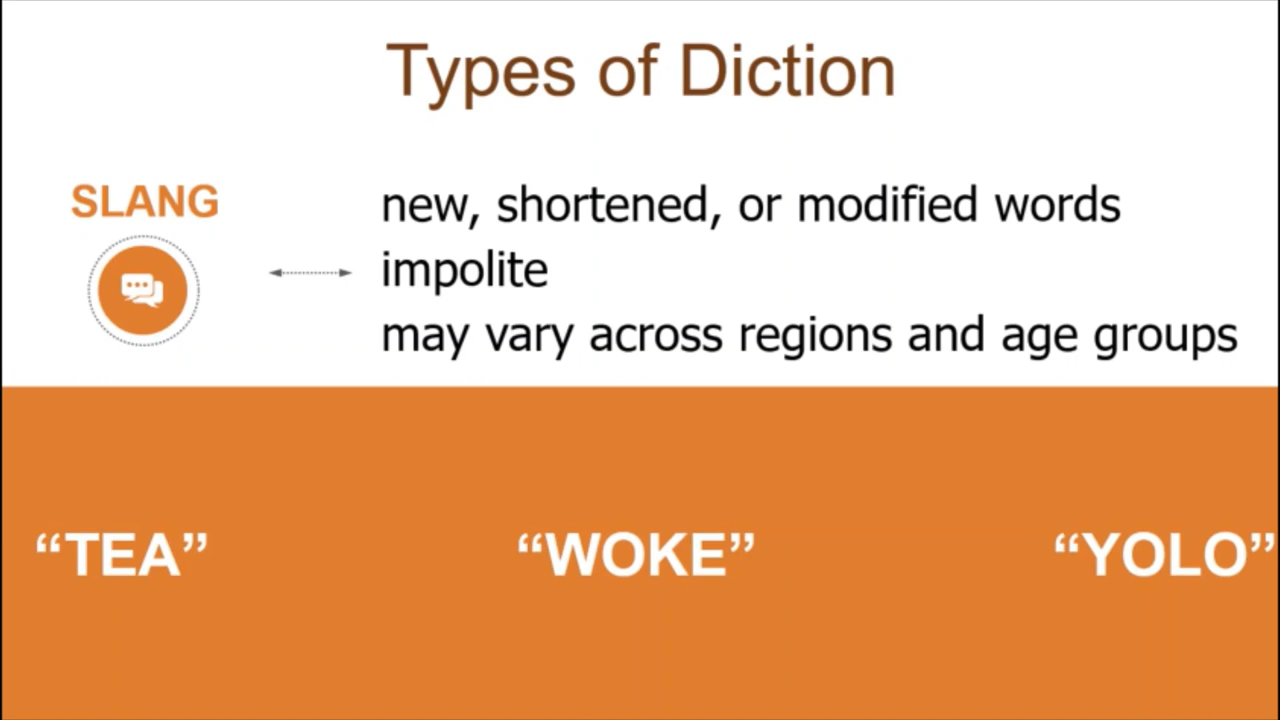 Types of Diction
SLANG
new, shortened, or modified words
impolite
may vary across regions and age groups
“TEA” “WOKE” “YOLO”